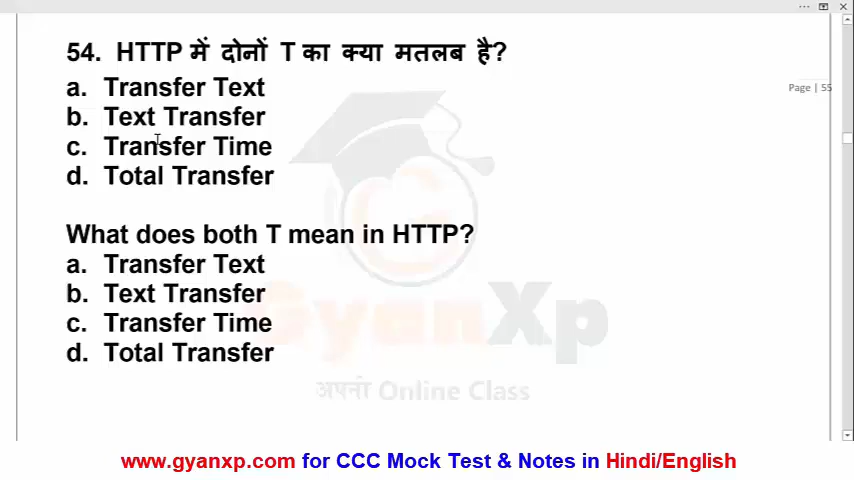 54. HTTP में दोनों T का क्या मतलब है?
a. Transfer Text
Page | 55
b. Text Transfer
c. Transfer Time
d. Total Transfer
What does both T mean in HTTP?
a. Transfer Text
b. Text Transfer
c. Transfer Time
d. Total Transfer
GyanXp
अपनी Online Class
www.gyanxp.com for CCC Mock Test & Notes in Hindi/English